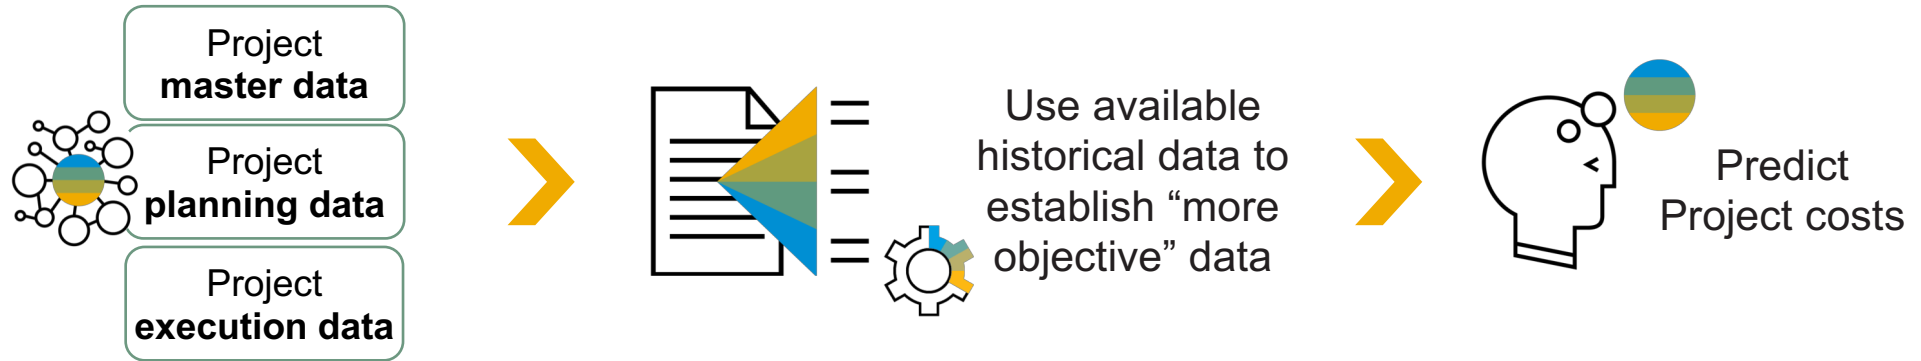 Project
master data
Project
planning data
Project
execution data
Use available
historical data to
establish “more
objective” data
Predict
Project costs